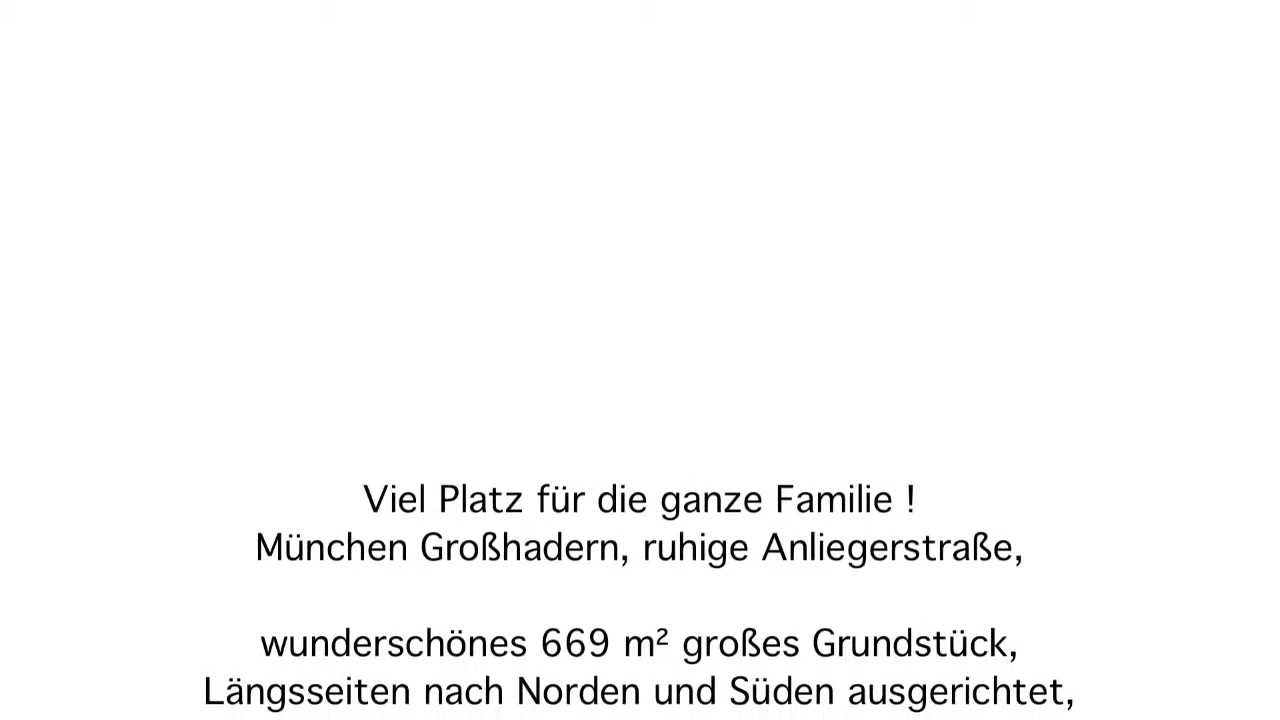 Viel Platz für die ganze Familie !
München Großhadern, ruhige Anliegerstraße,
wunderschönes 669 m² großes Grundstück,
Längsseiten nach Norden und Süden ausgerichtet,